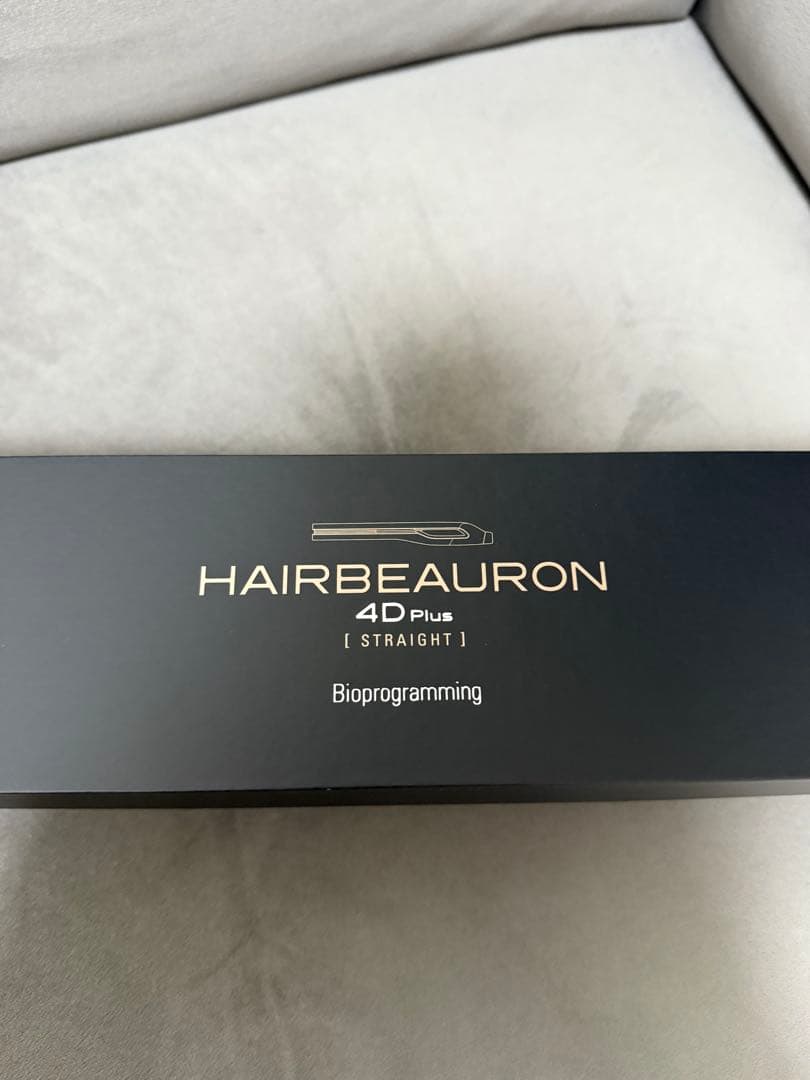 HAIRBEAURON
4D Plus
[ STRAIGHT ]
Bioprogramming